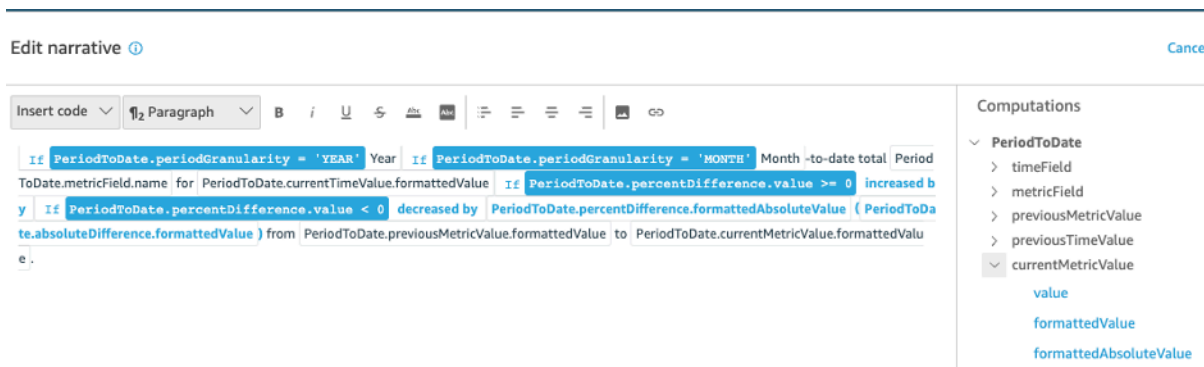 Edit narrative
Cance
Insert code ¶2 Paragraph B i U S Abc Abc
Computations
If PeriodToDate.periodGranularity = 'YEAR' Year If PeriodToDate.periodGranularity = 'MONTH' Month -to-date total Period
ToDate.metricField.name for PeriodToDate.currentTimeValue.formattedValue If PeriodToDate.percentDifference.value >= 0 increased b
y If PeriodToDate.percentDifference.value < 0 decreased by PeriodToDate.percentDifference.formattedAbsoluteValue ( PeriodToDa
te.absoluteDifference.formattedValue ) from PeriodToDate.previousMetricValue.formattedValue to PeriodToDate.currentMetricValue.formattedValu
e .
PeriodToDate
timeField
metricField
previousMetricValue
previousTimeValue
currentMetricValue
value
formattedValue
formattedAbsoluteValue